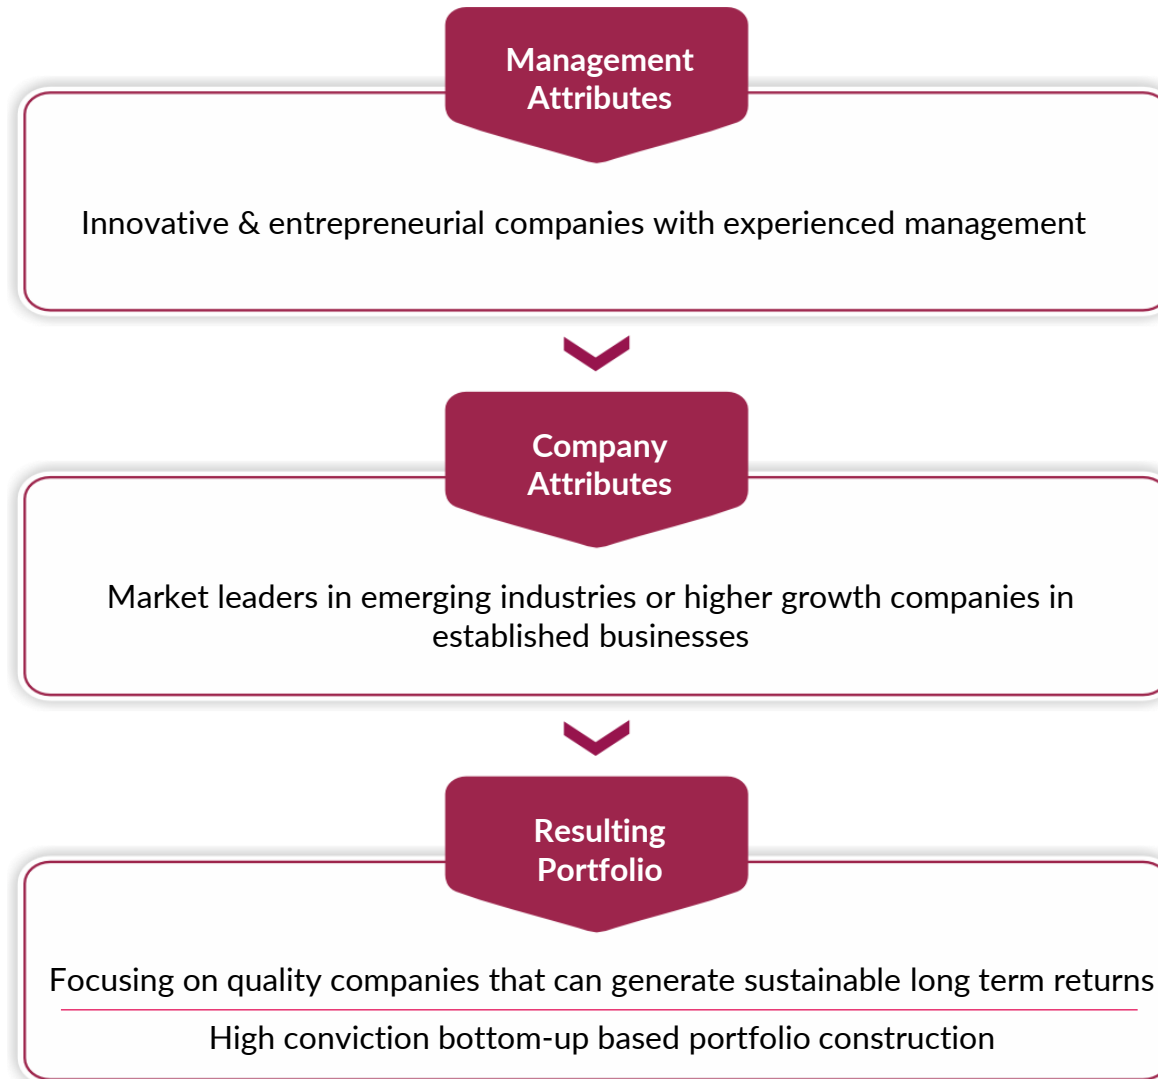 Management
Attributes
Innovative & entrepreneurial companies with experienced management
Company
Attributes
Market leaders in emerging industries or higher growth companies in
established businesses
Resulting
Portfolio
Focusing on quality companies that can generate sustainable long term returns
High conviction bottom-up based portfolio construction